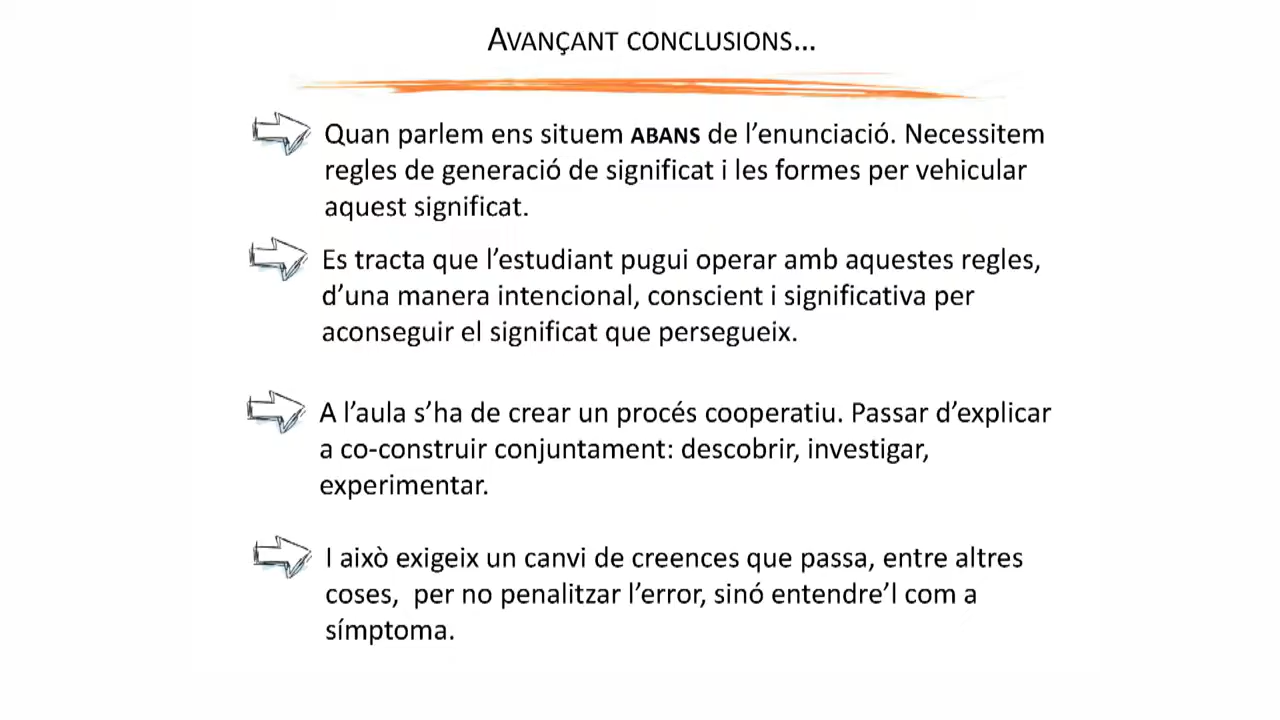 AVANÇANT CONCLUSIONS...
Quan parlem ens situem ABANS de l’enunciació. Necessitem
regles de generació de significat i les formes per vehicular
aquest significat.
Es tracta que l’estudiant pugui operar amb aquestes regles,
d’una manera intencional, conscient i significativa per
aconseguir el significat que persegueix.
A l’aula s’ha de crear un procés cooperatiu. Passar d’explicar
a co-construir conjuntament: descobrir, investigar,
experimentar.
I això exigeix un canvi de creences que passa, entre altres
coses,  per no penalitzar l’error, sinó entendre’l com a
símptoma.